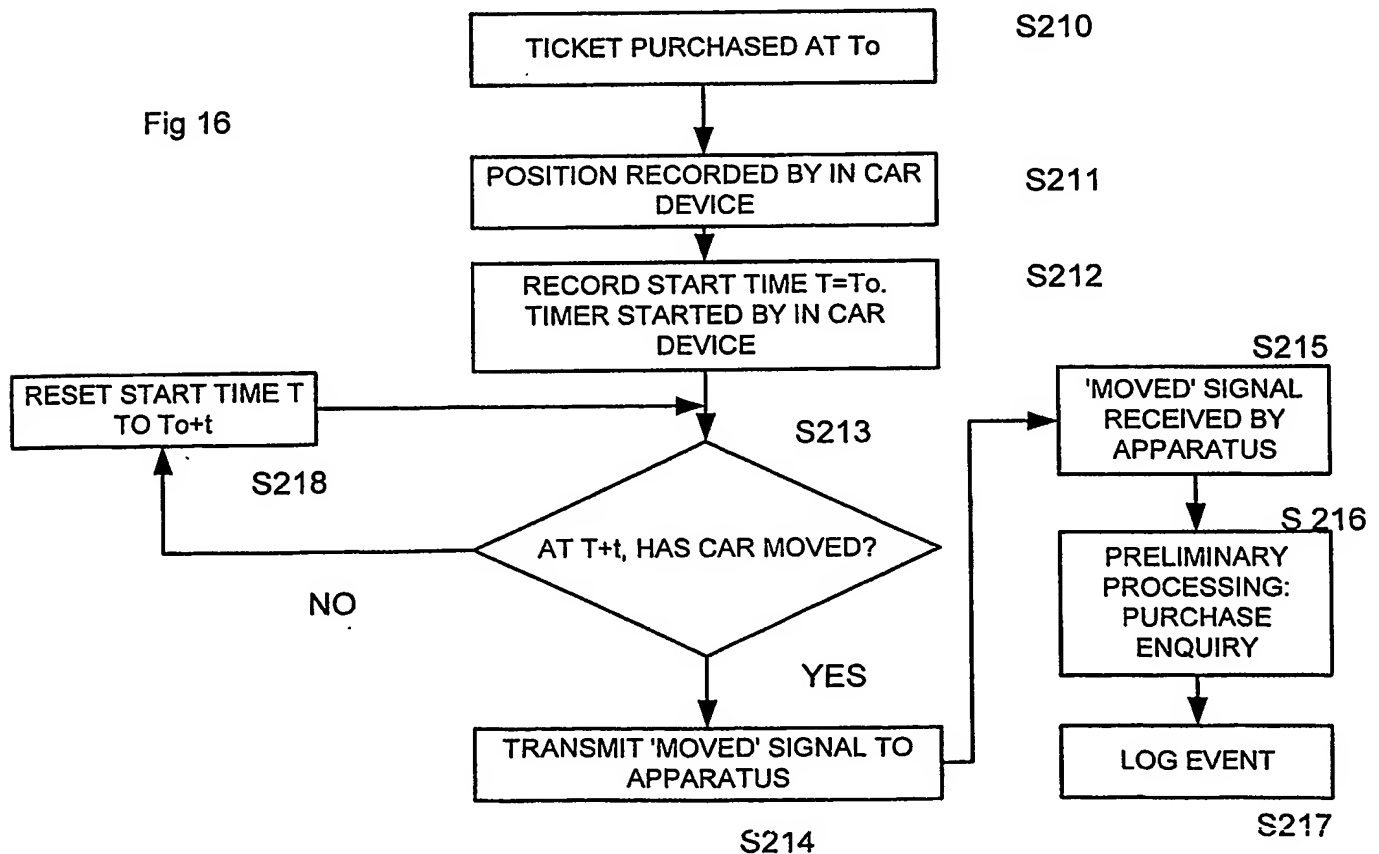 S210
TICKET PURCHASED AT To
Fig 16
POSITION RECORDED BY IN CAR
DEVICE
S211
S212
RECORD START TIME T=To.
TIMER STARTED BY IN CAR
DEVICE
RESET START TIME T
TO To+t
S218
S213
AT T+t, HAS CAR MOVED?
NO
YES
TRANSMIT 'MOVED' SIGNAL TO
APPARATUS
S214
S215
'MOVED' SIGNAL
RECEIVED BY
APPARATUS
S 216
PRELIMINARY
PROCESSING:
PURCHASE
ENQUIRY
LOG EVENT
S217